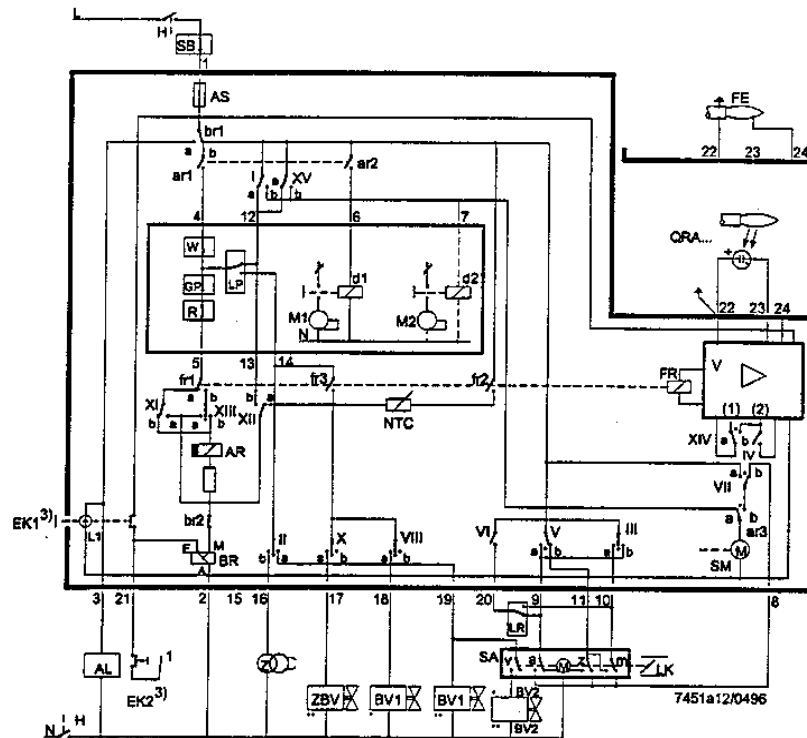 L
H
SB
1
AS
FE
22 23 24
br1
a b
ar1
ar2
I
a XV
a b b
4 12 6 7
QRA...
+
W
GP
R
LP
d1
d2
M1
N
M2
22 23 24
5 13 14
V
FR
fr1
fr3
fr2
a b
b a
XI
XIII
b a a b
XII
NTC
(1) (2)
XIV
a b
IV
AR
a b
VII
EK1 3)
L1
br2
E M
BR
A
II
X
VIII
b a
a b
a b
VI
V
III
a b
a b
a b
ar3
M
SM
3 21 2 15 16 17 18 19 20 9 11 10 8
LR
AL
1
EK2 3)
Z
SA
v a M z m
LK
ZBV
BV1
BV1
BV2
BV2
7451a12/0496
N H